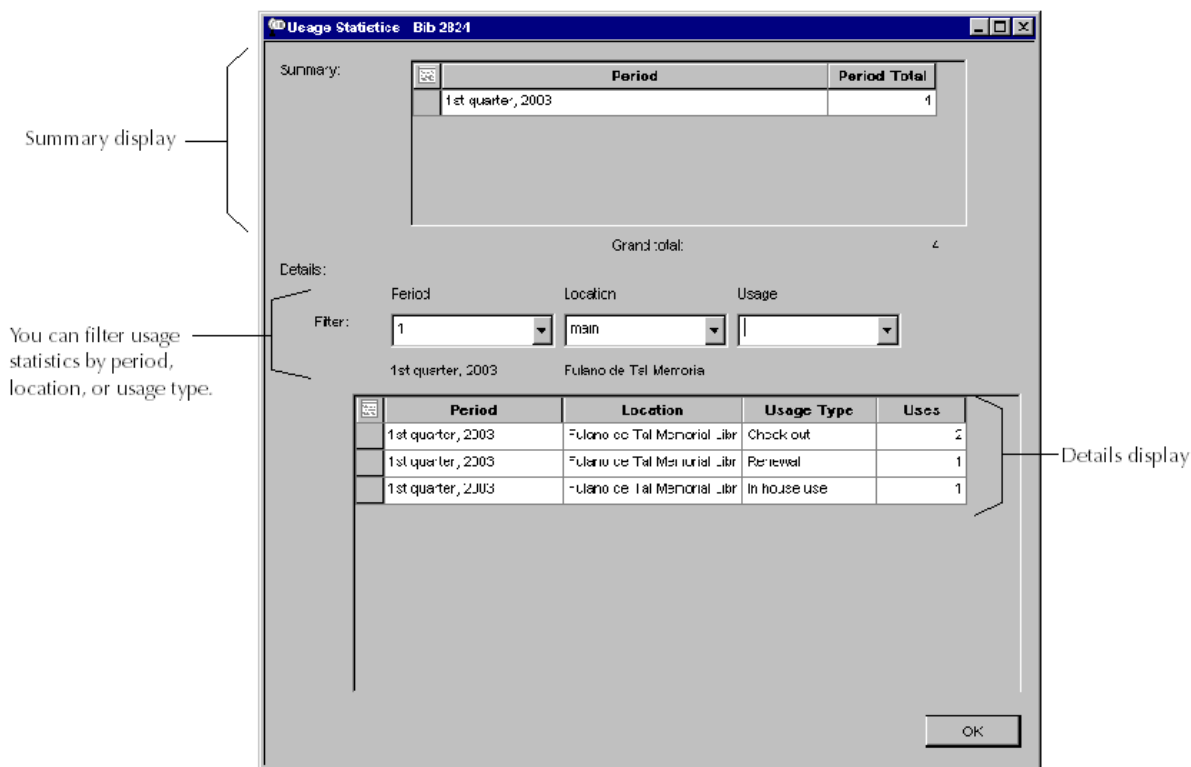 Usage Statistics Bib 2824
Summary:
Period Period Total
1st quarter, 2003 4
Summary display
Grand total: 4
Details:
Period Location Usage
Filter: 1 main
You can filter usage
statistics by period,
location, or usage type.
1st quarter, 2003 Fulano de Tal Memoria
Period Location Usage Type Uses
1st quarter, 2003 Fulano de Tal Memorial Libr Check out 2
1st quarter, 2003 Fulano de Tal Memorial Libr Renewal 1
1st quarter, 2003 Fulano de Tal Memorial Libr In house use 1
Details display
OK